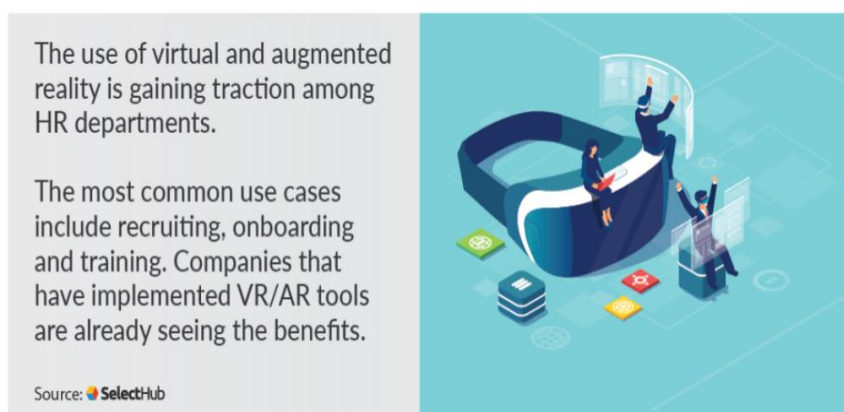 The use of virtual and augmented
reality is gaining traction among
HR departments.
The most common use cases
include recruiting, onboarding
and training. Companies that
have implemented VR/AR tools
are already seeing the benefits.
Source: SelectHub